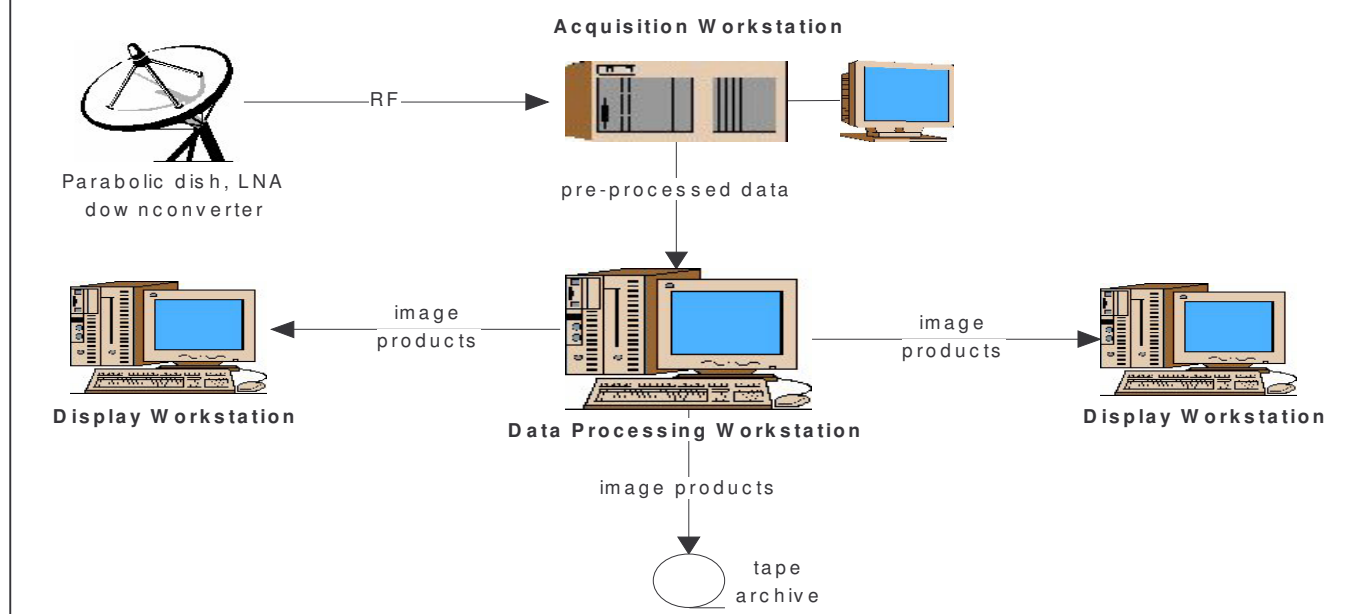 Acquisition Workstation
RF
Parabolic dish, LNA
downconverter
pre-processed data
image
products
image
products
Display Workstation
Data Processing Workstation
Display Workstation
image products
tape
archive